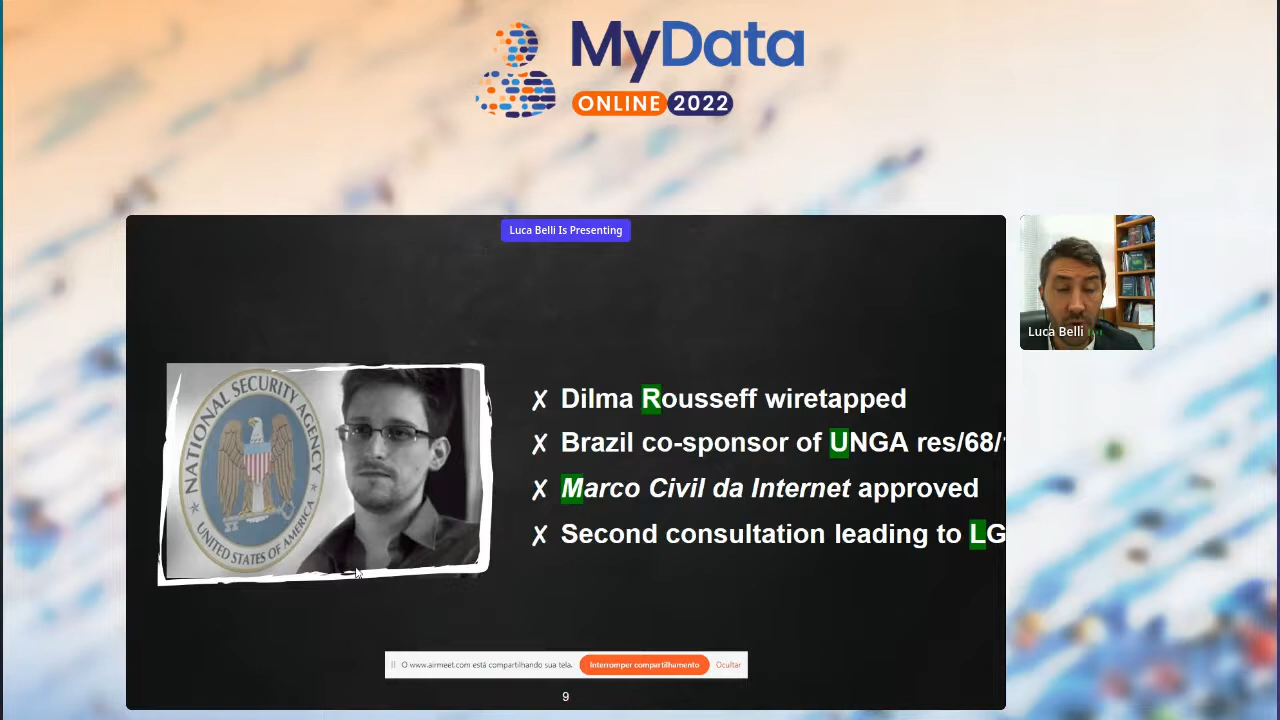 MyData
ONLINE 2022
Luca Belli Is Presenting
NATIONAL SECURITY AGENCY
UNITED STATES OF AMERICA
X Dilma Rousseff wiretapped
X Brazil co-sponsor of UNGA res/68/
X Marco Civil da Internet approved
X Second consultation leading to LG
Luca Belli
O www.airmeet.com está compartilhando sua tela.
Interromper compartilhamento
Ocultar
9